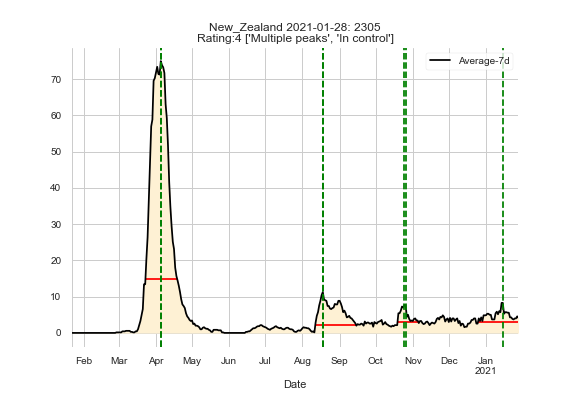 New_Zealand 2021-01-28: 2305
Rating:4 ['Multiple peaks', 'In control']
Average-7d
70
60
50
40
30
20
10
0
Feb Mar Apr May Jun Jul Aug Sep Oct Nov Dec Jan
2021
Date